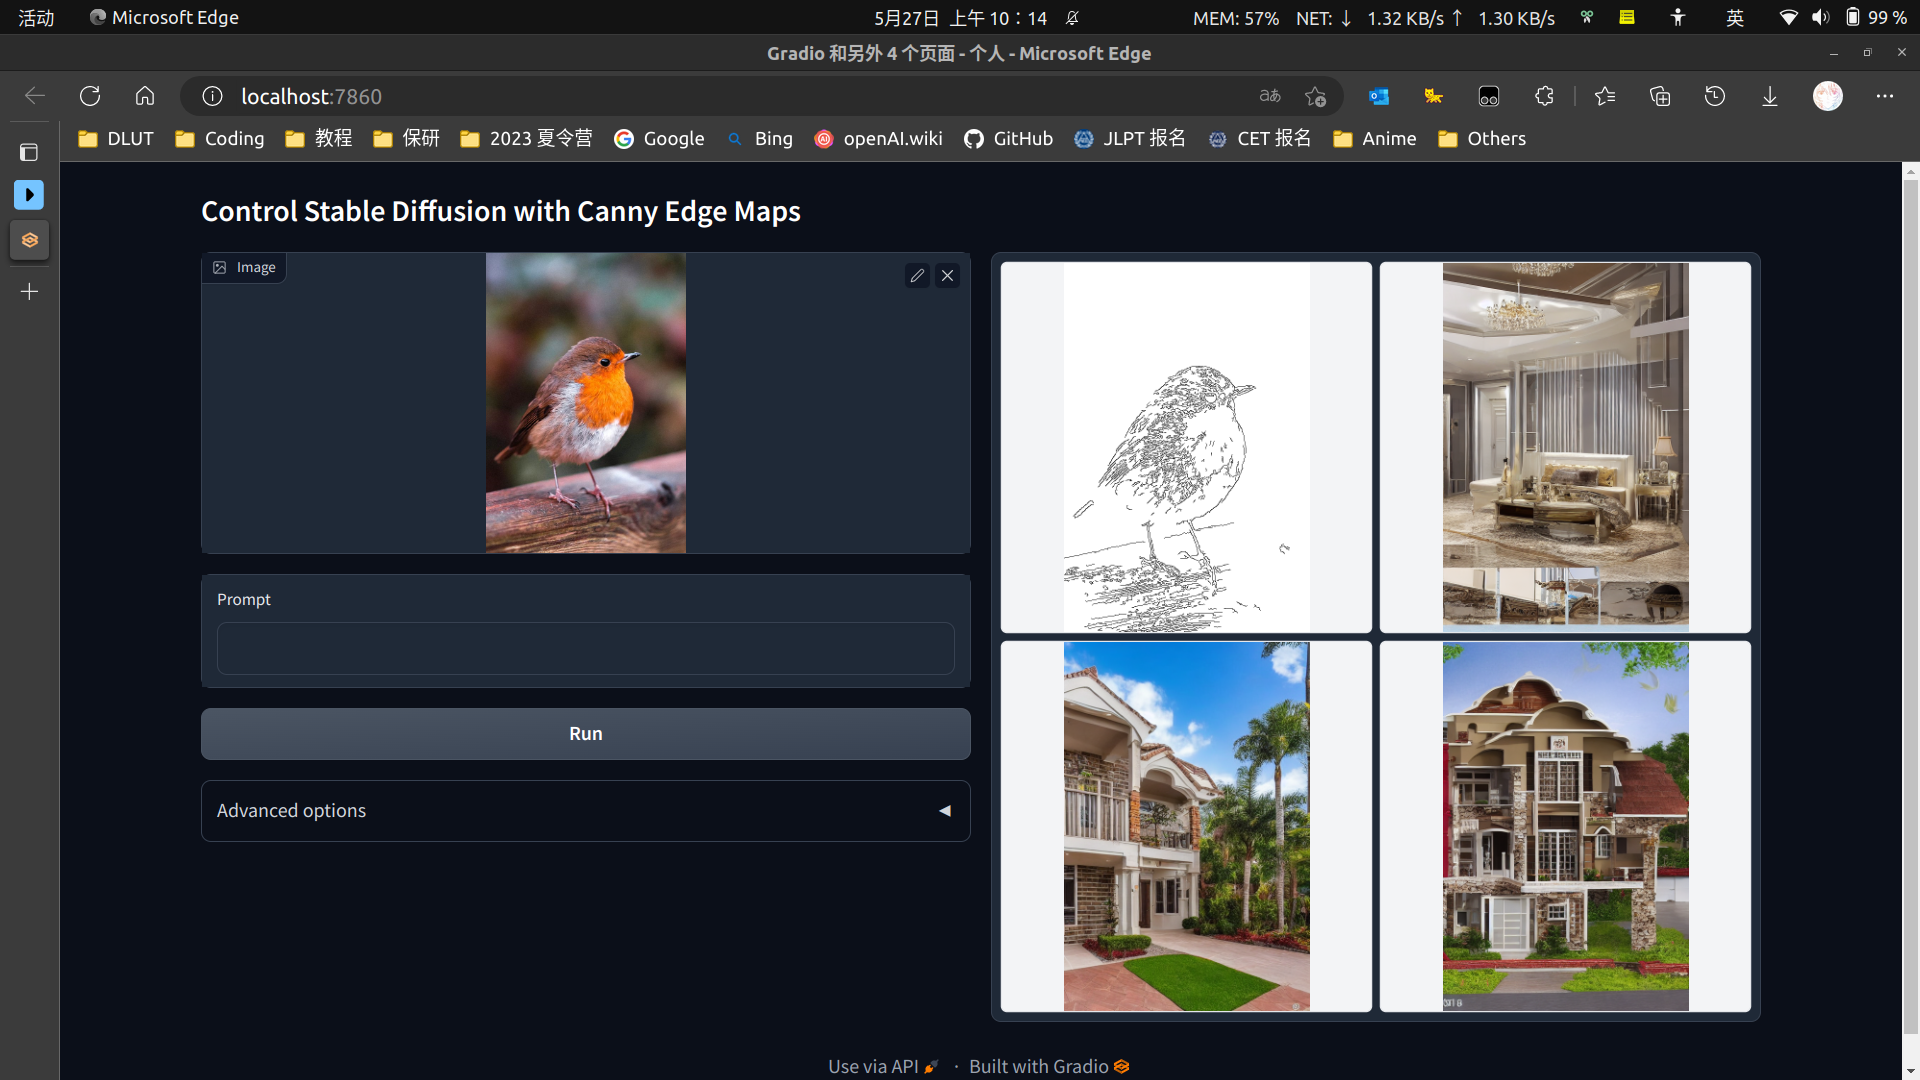 活动 Microsoft Edge 5月27日 上午 10：14 MEM: 57% NET: ↓ 1.32 KB/s ↑ 1.30 KB/s 英 99 %
Gradio 和另外 4 个页面 - 个人 - Microsoft Edge
localhost:7860 aあ
DLUT Coding 教程 保研 2023 夏令营 Google Bing openAI.wiki GitHub JLPT 报名 CET 报名 Anime Others
Control Stable Diffusion with Canny Edge Maps
Image
Prompt
Run
Advanced options
Use via API · Built with Gradio